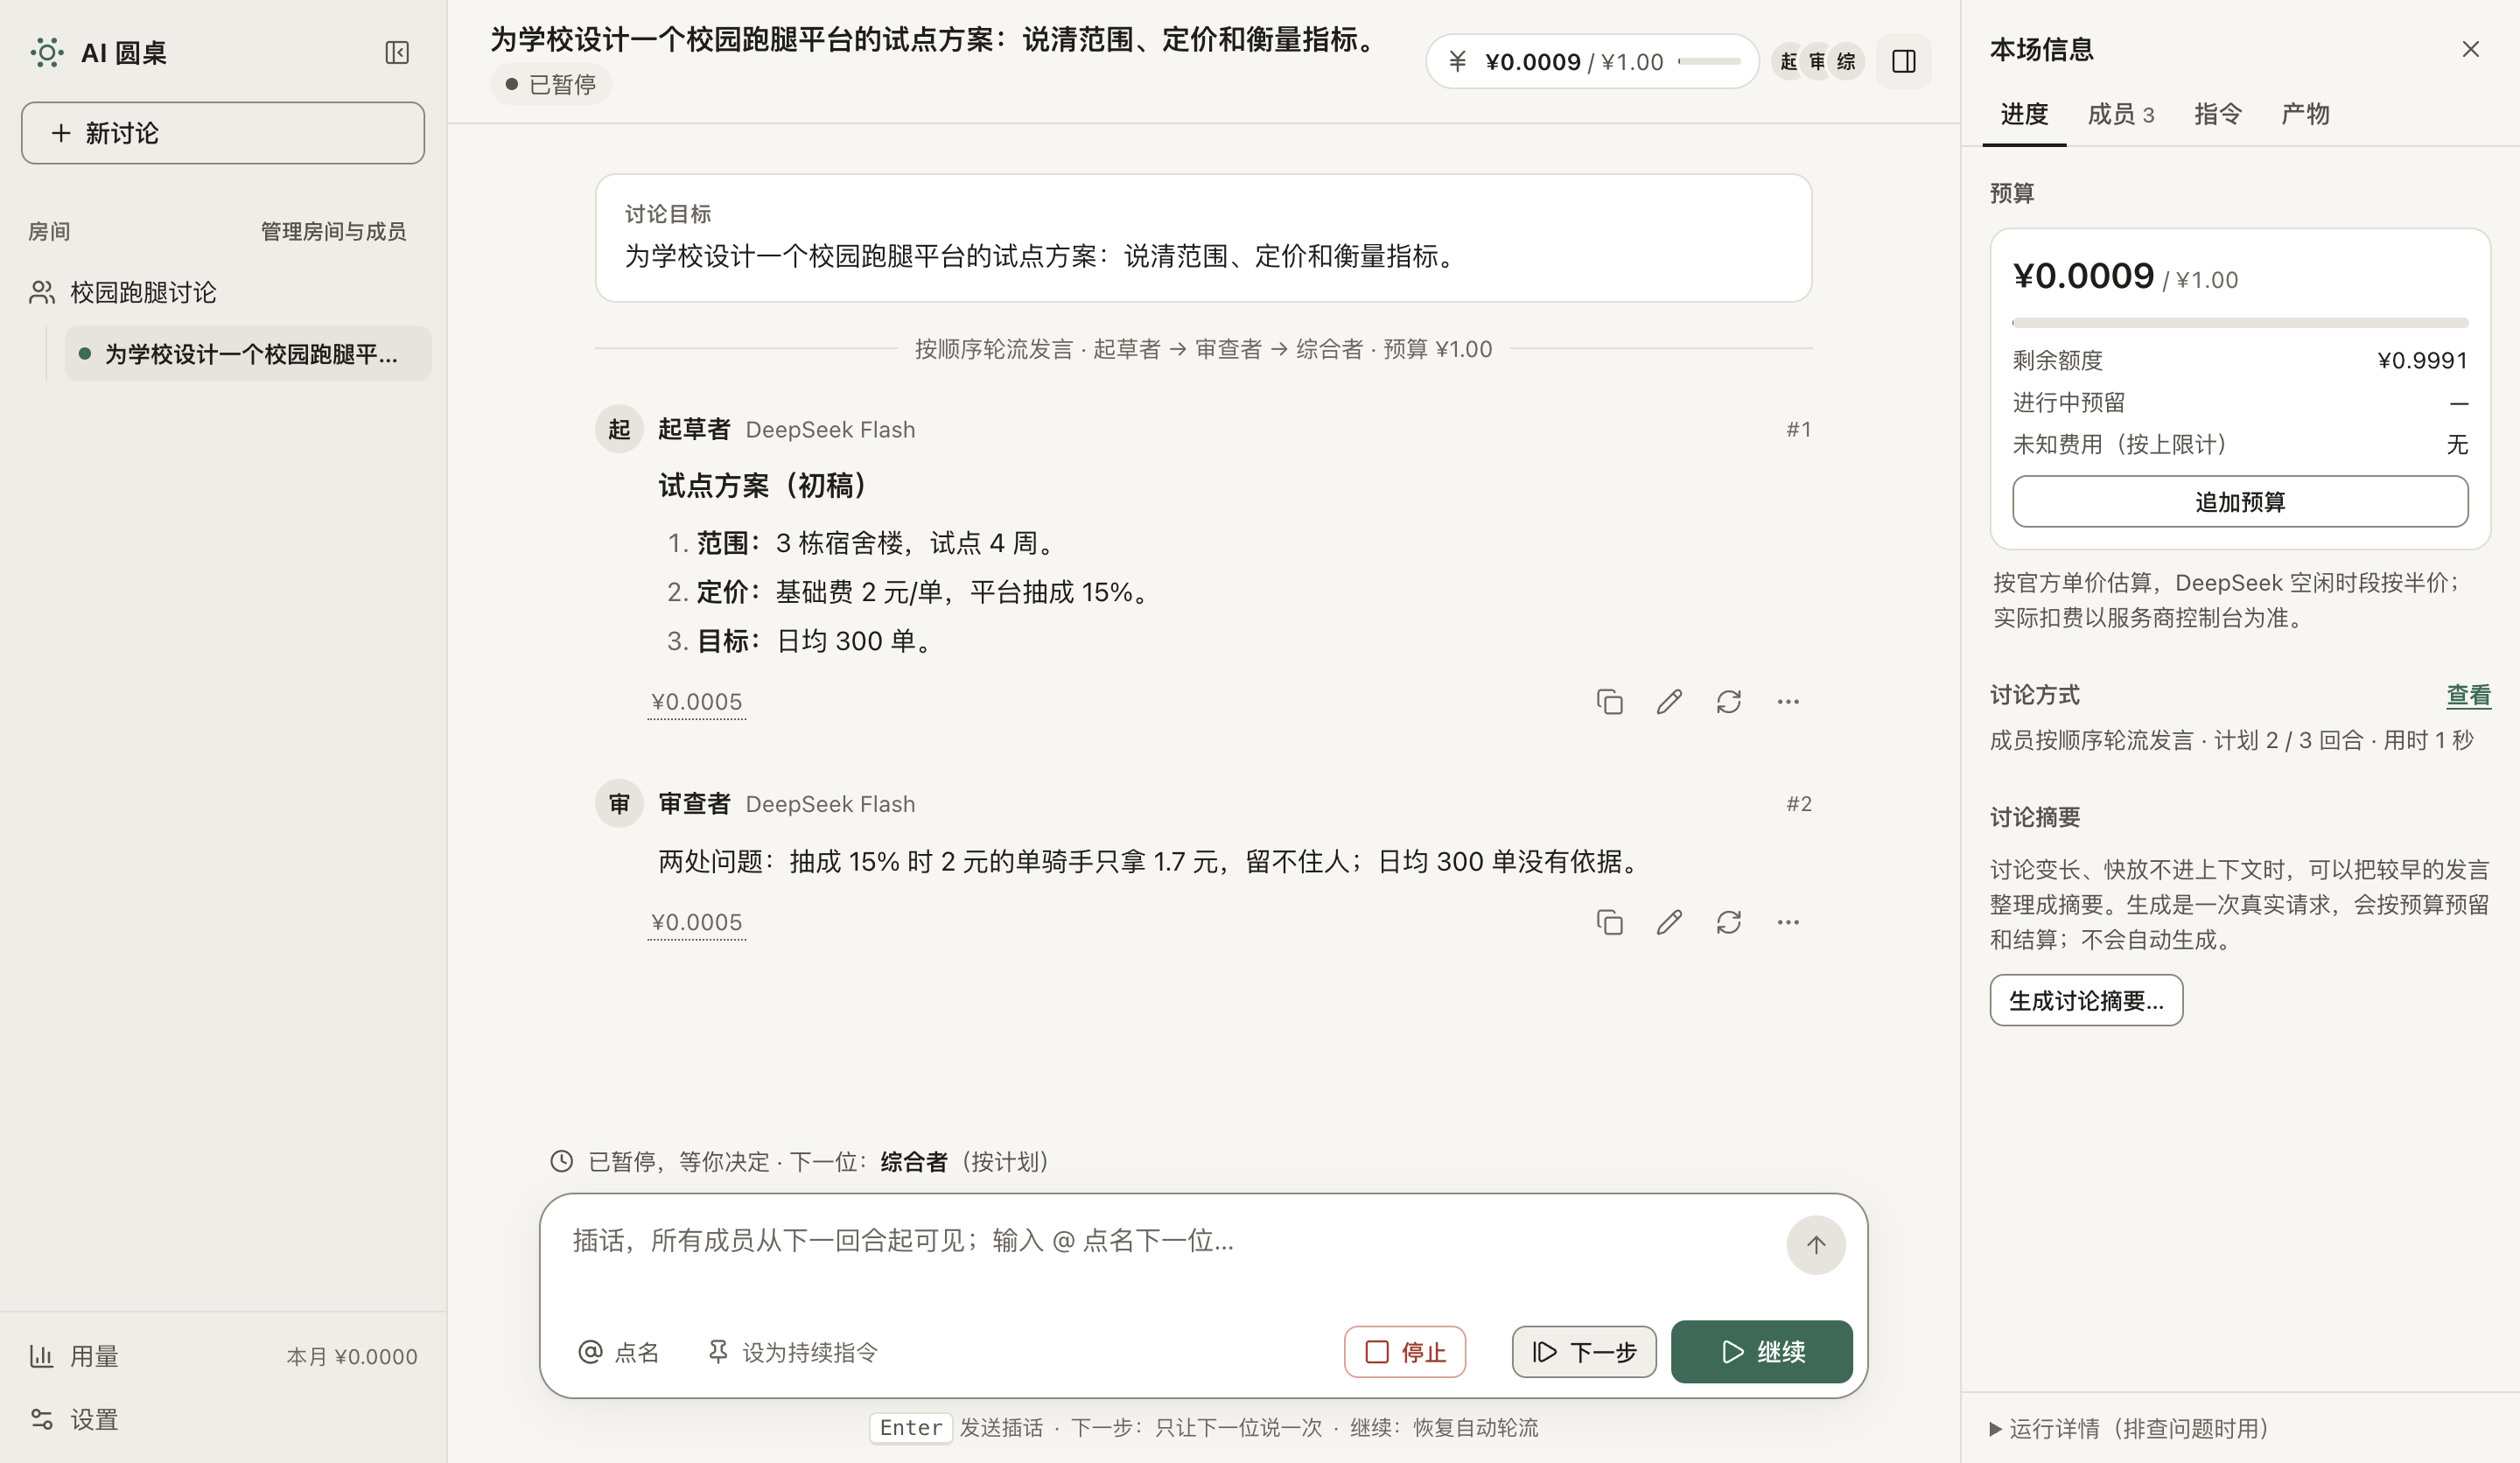 AI 圆桌
新讨论
房间 管理房间与成员
校园跑腿讨论
为学校设计一个校园跑腿平...
用量 本月 ¥0.0000
设置
为学校设计一个校园跑腿平台的试点方案：说清范围、定价和衡量指标。
已暂停
¥0.0009 / ¥1.00
起 审 综
讨论目标
为学校设计一个校园跑腿平台的试点方案：说清范围、定价和衡量指标。
按顺序轮流发言 · 起草者 → 审查者 → 综合者 · 预算 ¥1.00
起 起草者 DeepSeek Flash #1
试点方案（初稿）
1. 范围：3 栋宿舍楼，试点 4 周。
2. 定价：基础费 2 元/单，平台抽成 15%。
3. 目标：日均 300 单。
¥0.0005
审 审查者 DeepSeek Flash #2
两处问题：抽成 15% 时 2 元的单骑手只拿 1.7 元，留不住人；日均 300 单没有依据。
¥0.0005
已暂停，等你决定 · 下一位：综合者（按计划）
插话，所有成员从下一回合起可见；输入 @ 点名下一位...
点名 设为持续指令 停止 下一步 继续
Enter 发送插话 · 下一步：只让下一位说一次 · 继续：恢复自动轮流
本场信息
进度 成员 3 指令 产物
预算
¥0.0009 / ¥1.00
剩余额度 ¥0.9991
进行中预留 —
未知费用（按上限计） 无
追加预算
按官方单价估算，DeepSeek 空闲时段按半价；
实际扣费以服务商控制台为准。
讨论方式 查看
成员按顺序轮流发言 · 计划 2 / 3 回合 · 用时 1 秒
讨论摘要
讨论变长、快放不进上下文时，可以把较早的发言
整理成摘要。生成是一次真实请求，会按预算预留
和结算；不会自动生成。
生成讨论摘要...
运行详情（排查问题时用）